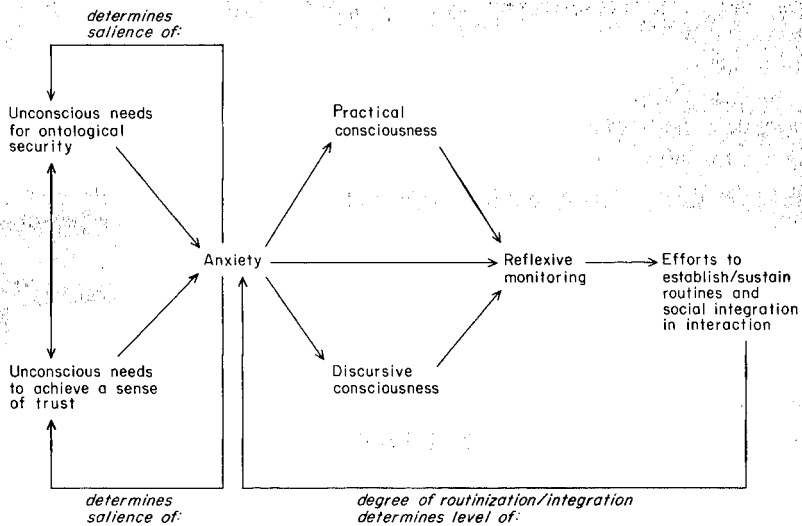 determines
salience of:
Unconscious needs
for ontological
security
Practical
consciousness
Anxiety
Reflexive
monitoring
Efforts to
establish/sustain
routines and
social integration
in interaction
Unconscious needs
to achieve a sense
of trust
Discursive
consciousness
determines
salience of:
degree of routinization/integration
determines level of: